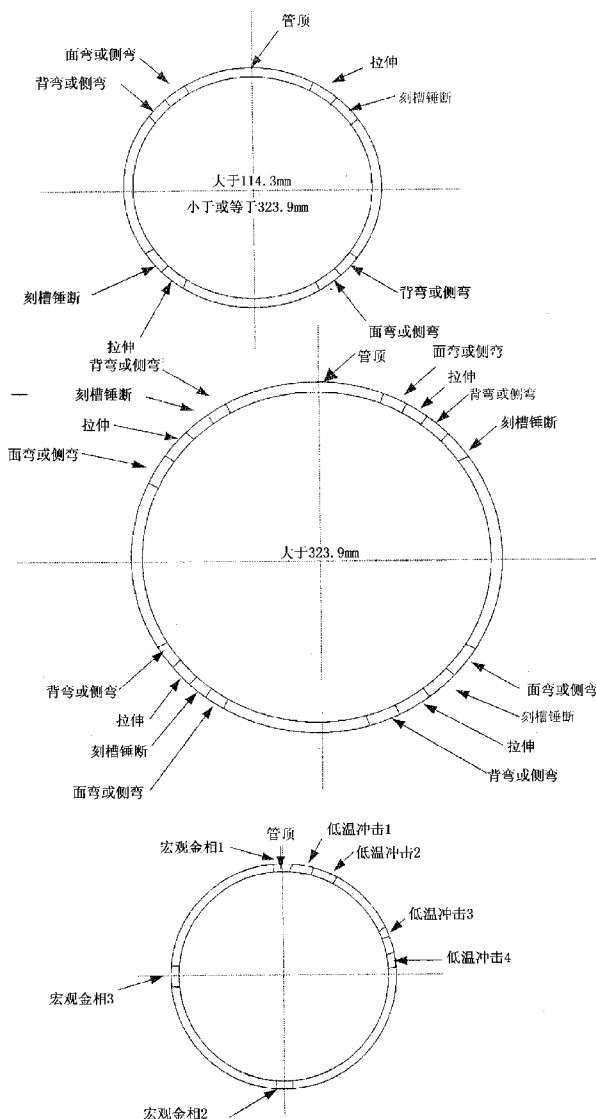 管顶
面弯或侧弯
拉伸
背弯或侧弯
刻槽锤断
大于114.3mm
小于或等于323.9mm
背弯或侧弯
刻槽锤断
面弯或侧弯
拉伸
管顶
面弯或侧弯
背弯或侧弯
拉伸
刻槽锤断
背弯或侧弯
拉伸
刻槽锤断
面弯或侧弯
大于323.9mm
背弯或侧弯
面弯或侧弯
拉伸
刻槽锤断
刻槽锤断
拉伸
面弯或侧弯
背弯或侧弯
管顶
低温冲击1
宏观金相1
低温冲击2
低温冲击3
低温冲击4
宏观金相3
宏观金相2